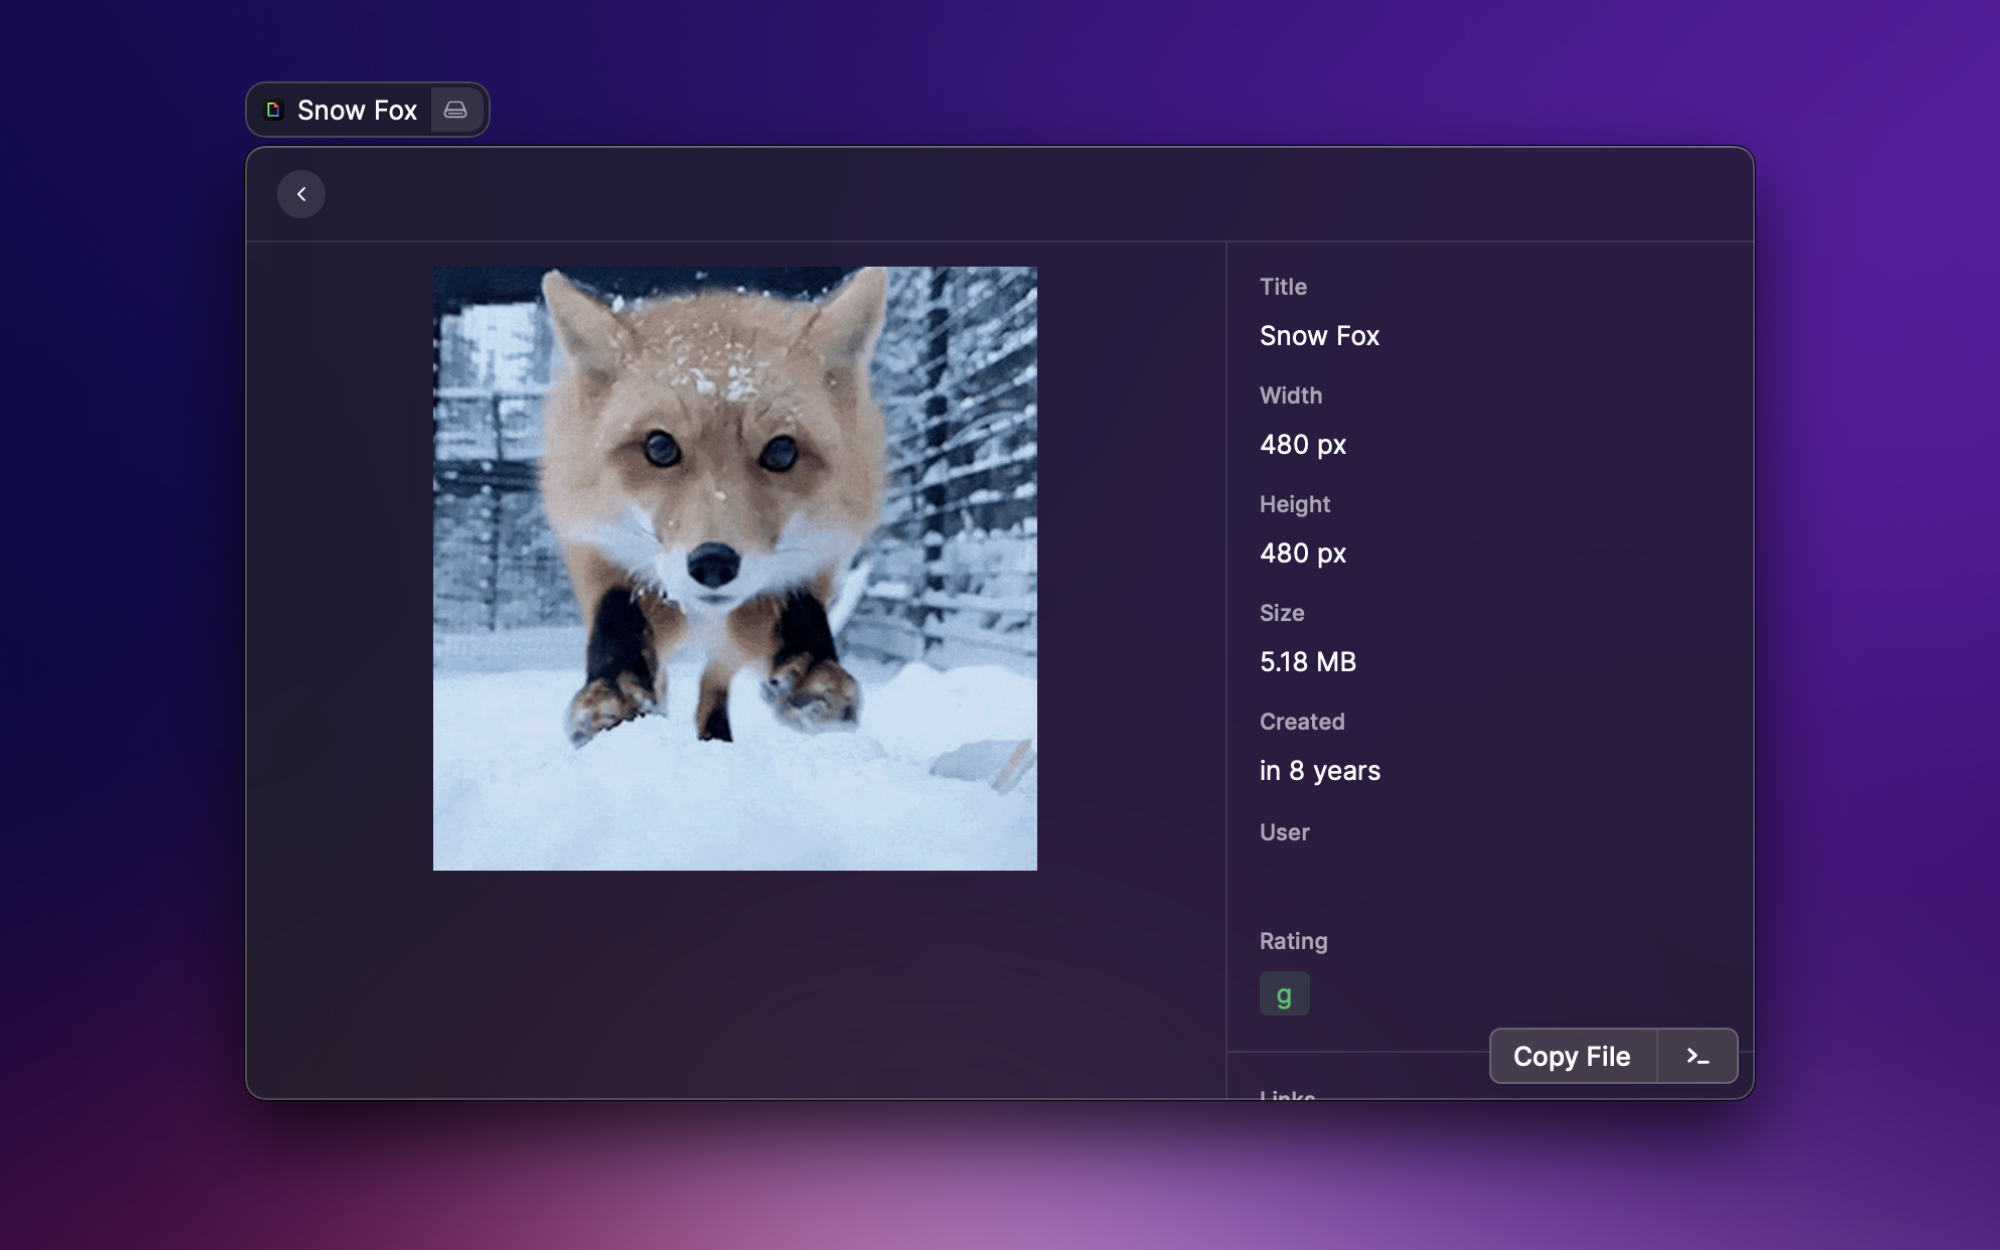 Snow Fox
Title
Snow Fox
Width
480 px
Height
480 px
Size
5.18 MB
Created
in 8 years
User
Rating
g
Copy File
Links